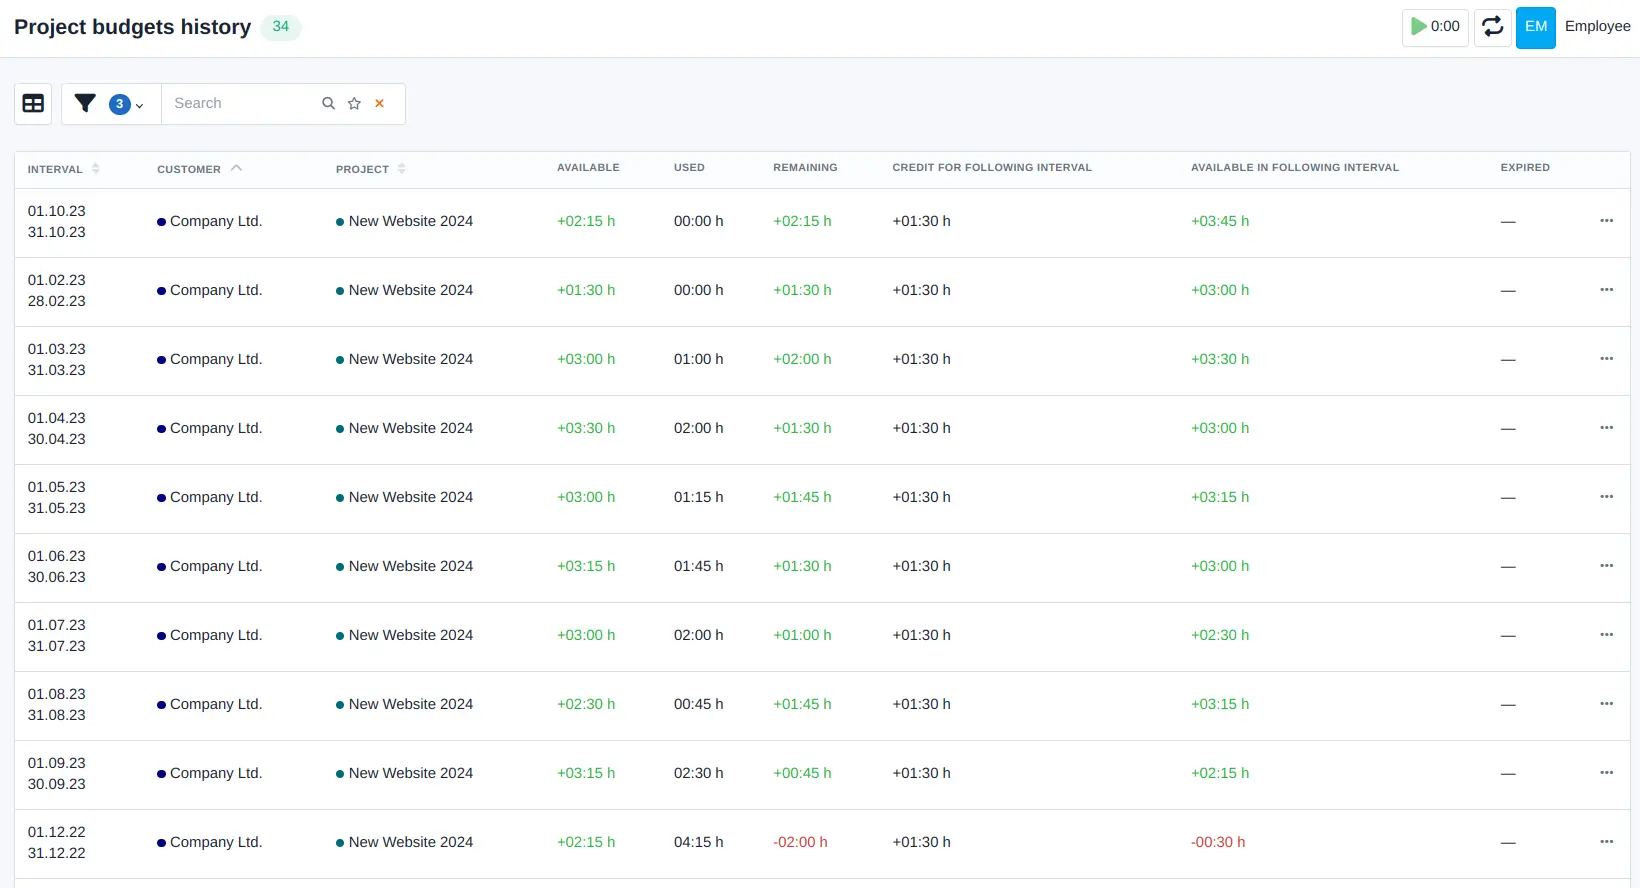 Project budgets history 34
0:00 EM Employee
3 Search
INTERVAL CUSTOMER PROJECT AVAILABLE USED REMAINING CREDIT FOR FOLLOWING INTERVAL AVAILABLE IN FOLLOWING INTERVAL EXPIRED
01.10.23
31.10.23
Company Ltd. New Website 2024 +02:15 h 00:00 h +02:15 h +01:30 h +03:45 h —
01.02.23
28.02.23
Company Ltd. New Website 2024 +01:30 h 00:00 h +01:30 h +01:30 h +03:00 h —
01.03.23
31.03.23
Company Ltd. New Website 2024 +03:00 h 01:00 h +02:00 h +01:30 h +03:30 h —
01.04.23
30.04.23
Company Ltd. New Website 2024 +03:30 h 02:00 h +01:30 h +01:30 h +03:00 h —
01.05.23
31.05.23
Company Ltd. New Website 2024 +03:00 h 01:15 h +01:45 h +01:30 h +03:15 h —
01.06.23
30.06.23
Company Ltd. New Website 2024 +03:15 h 01:45 h +01:30 h +01:30 h +03:00 h —
01.07.23
31.07.23
Company Ltd. New Website 2024 +03:00 h 02:00 h +01:00 h +01:30 h +02:30 h —
01.08.23
31.08.23
Company Ltd. New Website 2024 +02:30 h 00:45 h +01:45 h +01:30 h +03:15 h —
01.09.23
30.09.23
Company Ltd. New Website 2024 +03:15 h 02:30 h +00:45 h +01:30 h +02:15 h —
01.12.22
31.12.22
Company Ltd. New Website 2024 +02:15 h 04:15 h -02:00 h +01:30 h -00:30 h —